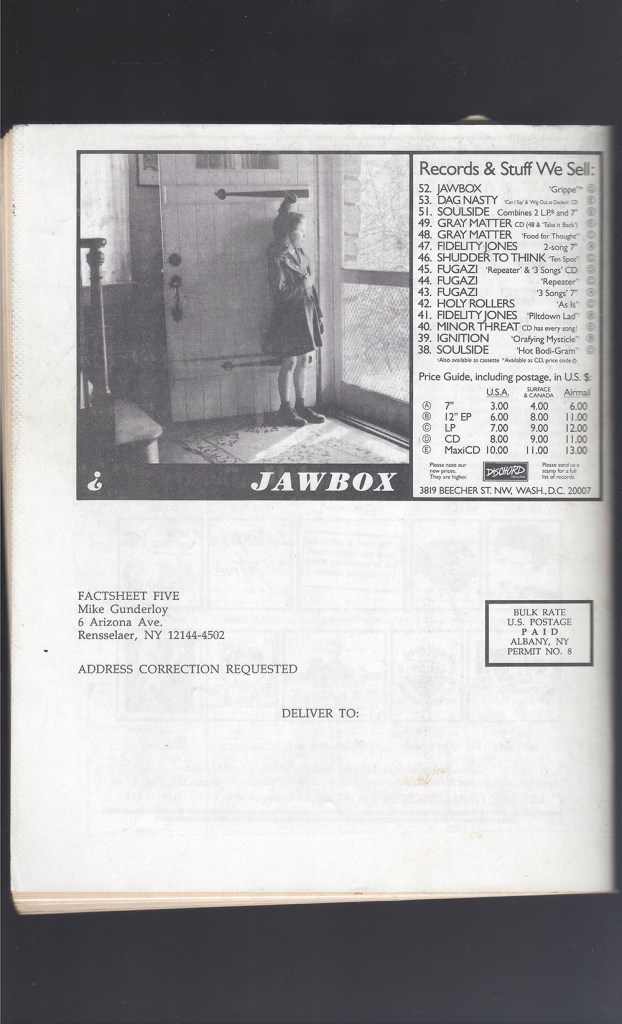 Records & Stuff We Sell:
52. JAWBOX 'Grippe'* Ⓒ
53. DAG NASTY 'Can I Say' & 'Wig Out at Denko's' CD Ⓔ
51. SOULSIDE Combines 2 L.P.s and 7" Ⓔ
49. GRAY MATTER CD (48 & 'Take it Back')
48. GRAY MATTER 'Food for Thought' Ⓒ
47. FIDELITY JONES 2-song 7" Ⓐ
46. SHUDDER TO THINK 'Ten Spot' Ⓒ
45. FUGAZI 'Repeater' & '3 Songs' CD
44. FUGAZI 'Repeater' Ⓒ
43. FUGAZI '3 Songs' 7" Ⓐ
42. HOLY ROLLERS 'As Is' Ⓒ
41. FIDELITY JONES 'Piltdown Lad' Ⓑ
40. MINOR THREAT CD has every song!
39. IGNITION 'Orafying Mysticle' Ⓑ
38. SOULSIDE 'Hot Bodi-Gram' Ⓒ
Also available as cassette *Available as CD, price code Ⓓ
Price Guide, including postage, in U.S. $:
U.S.A. SURFACE & CANADA Airmail
Ⓐ 7" 3.00 4.00 6.00
Ⓑ 12" EP 6.00 8.00 11.00
Ⓒ LP 7.00 9.00 12.00
Ⓓ CD 8.00 9.00 11.00
Ⓔ MaxiCD 10.00 11.00 13.00
Please note our new prices. They are higher.
DISCHORD
Please send us a stamp for a full list of records.
3819 BEECHER ST. NW, WASH., D.C. 20007
¿ JAWBOX
FACTSHEET FIVE
Mike Gunderloy
6 Arizona Ave.
Rensselaer, NY 12144-4502
ADDRESS CORRECTION REQUESTED
BULK RATE
U.S. POSTAGE
PAID
ALBANY, NY
PERMIT NO. 8
DELIVER TO: